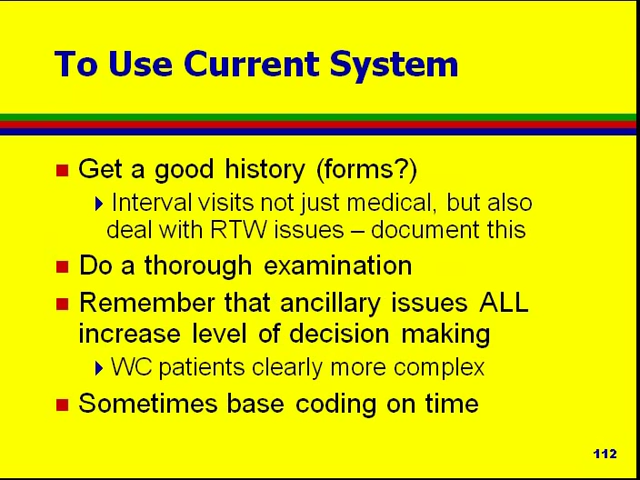 To Use Current System
Get a good history (forms?)
Interval visits not just medical, but also
deal with RTW issues – document this
Do a thorough examination
Remember that ancillary issues ALL
increase level of decision making
WC patients clearly more complex
Sometimes base coding on time
112